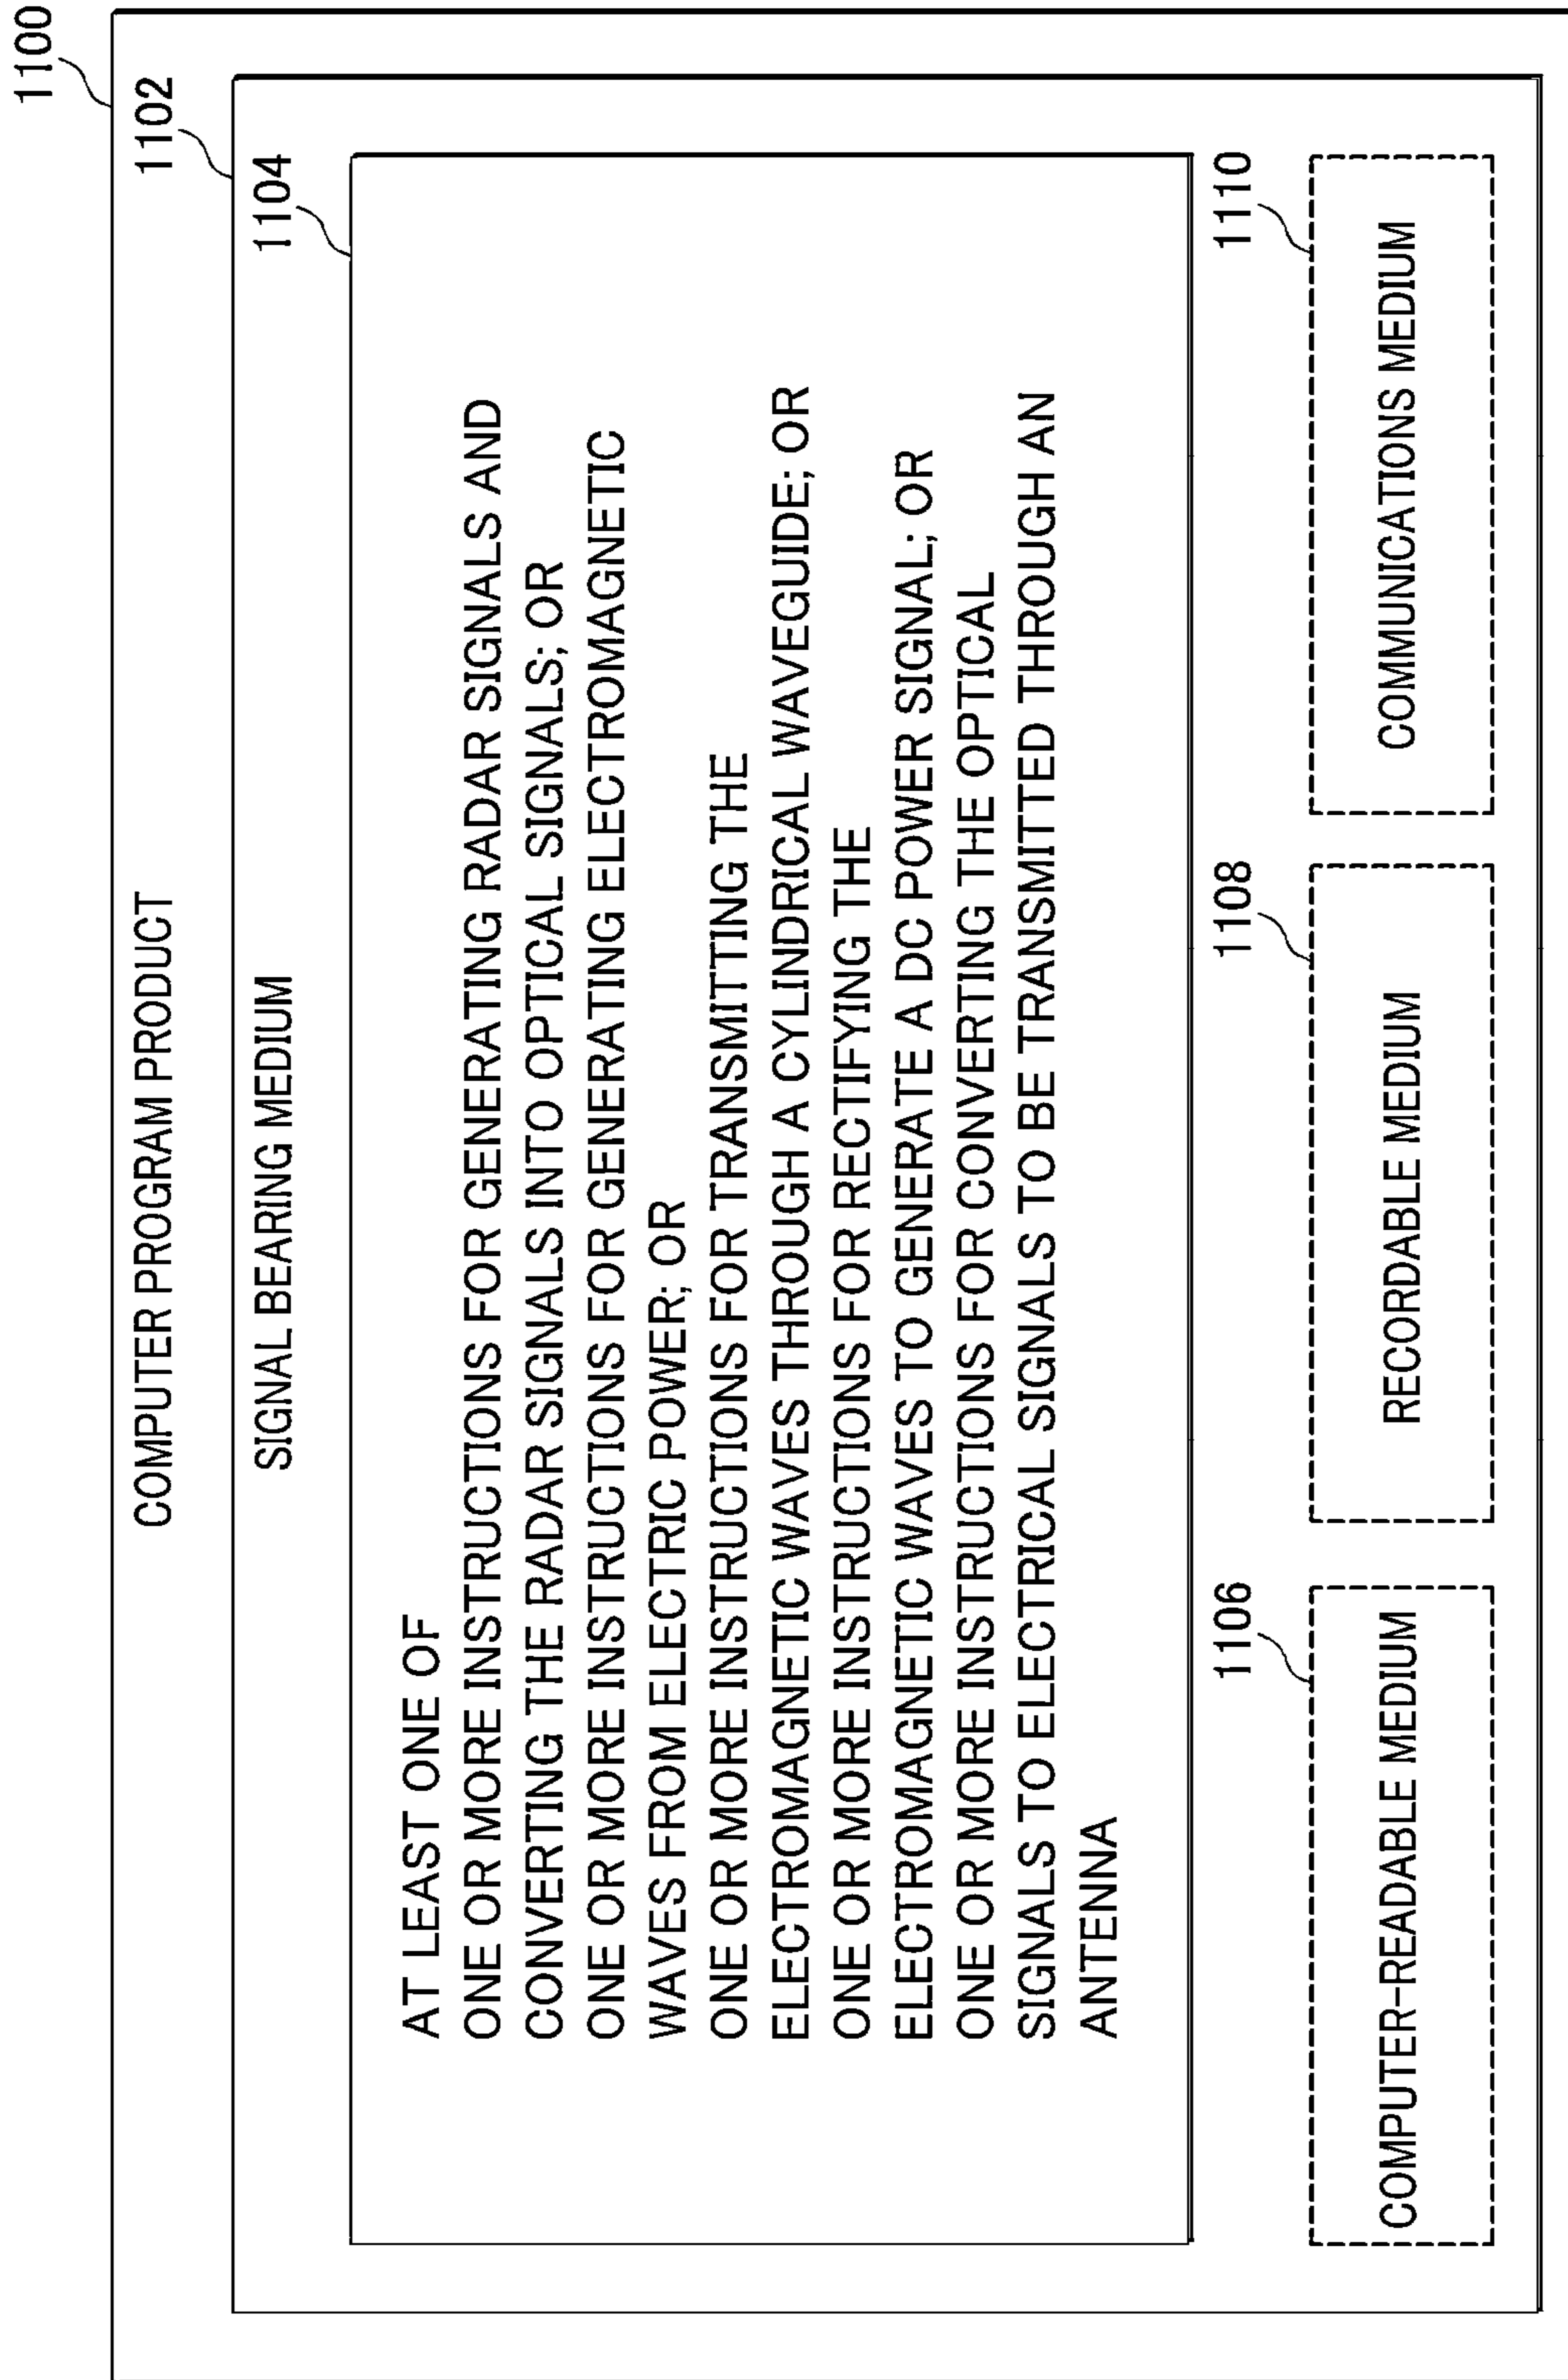 1100
COMPUTER PROGRAM PRODUCT
1102
SIGNAL BEARING MEDIUM
1104
AT LEAST ONE OF
ONE OR MORE INSTRUCTIONS FOR GENERATING RADAR SIGNALS AND
CONVERTING THE RADAR SIGNALS INTO OPTICAL SIGNALS; OR
ONE OR MORE INSTRUCTIONS FOR GENERATING ELECTROMAGNETIC
WAVES FROM ELECTRIC POWER; OR
ONE OR MORE INSTRUCTIONS FOR TRANSMITTING THE
ELECTROMAGNETIC WAVES THROUGH A CYLINDRICAL WAVEGUIDE; OR
ONE OR MORE INSTRUCTIONS FOR RECTIFYING THE
ELECTROMAGNETIC WAVES TO GENERATE A DC POWER SIGNAL; OR
ONE OR MORE INSTRUCTIONS FOR CONVERTING THE OPTICAL
SIGNALS TO ELECTRICAL SIGNALS TO BE TRANSMITTED THROUGH AN
ANTENNA
1106
COMPUTER-READABLE MEDIUM
1108
RECORDABLE MEDIUM
1110
COMMUNICATIONS MEDIUM